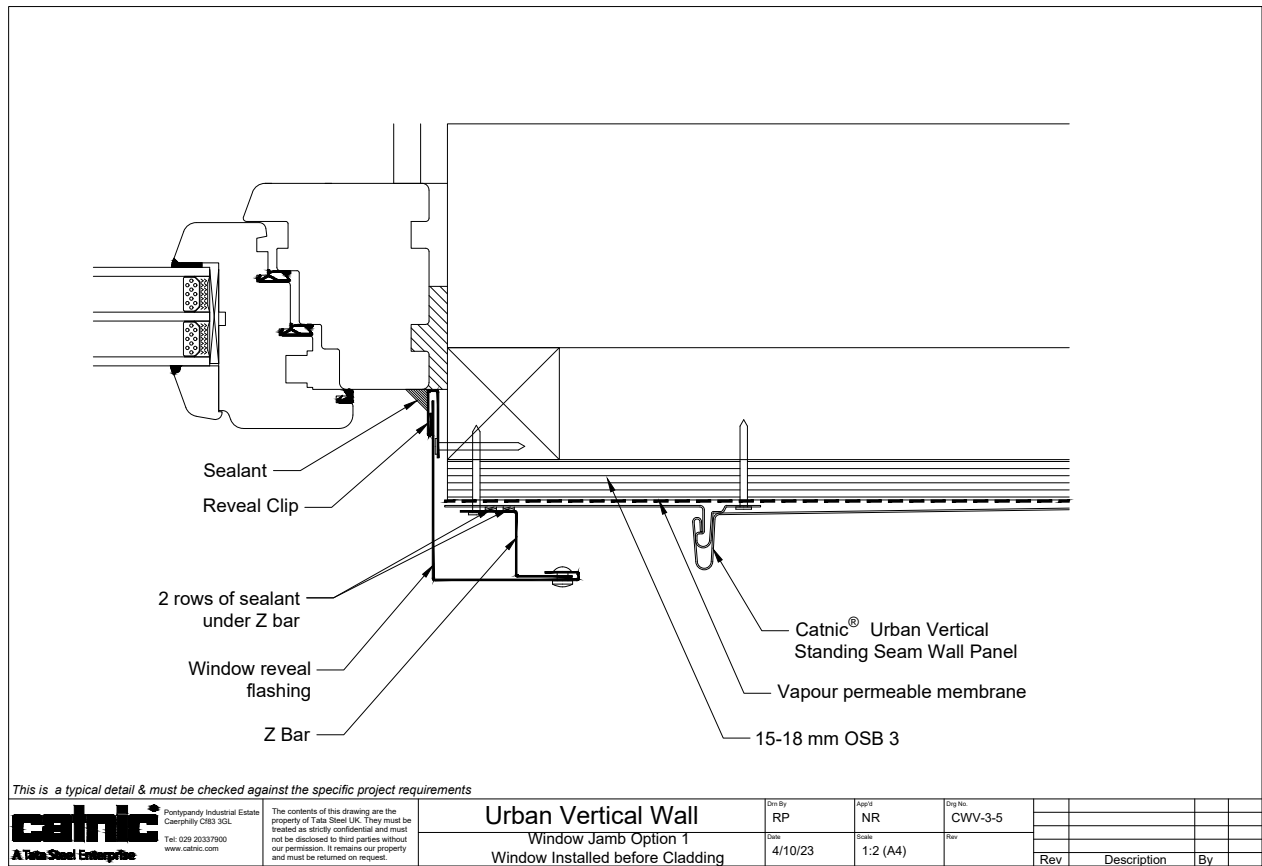 Sealant
Reveal Clip
2 rows of sealant
under Z bar
Window reveal
flashing
Z Bar
Catnic® Urban Vertical
Standing Seam Wall Panel
Vapour permeable membrane
15-18 mm OSB 3
This is a typical detail & must be checked against the specific project requirements
catnic
A Tata Steel Enterprise
Pontypandy Industrial Estate
Caerphilly Cf83 3GL
Tel: 029 20337900
www.catnic.com
The contents of this drawing are the
property of Tata Steel UK. They must be
treated as strictly confidential and must
not be disclosed to third parties without
our permission. It remains our property
and must be returned on request.
Urban Vertical Wall
Window Jamb Option 1
Window Installed before Cladding
Drn By
RP
App'd
NR
Drg No.
CWV-3-5
Date
4/10/23
Scale
1:2 (A4)
Rev
Rev Description By